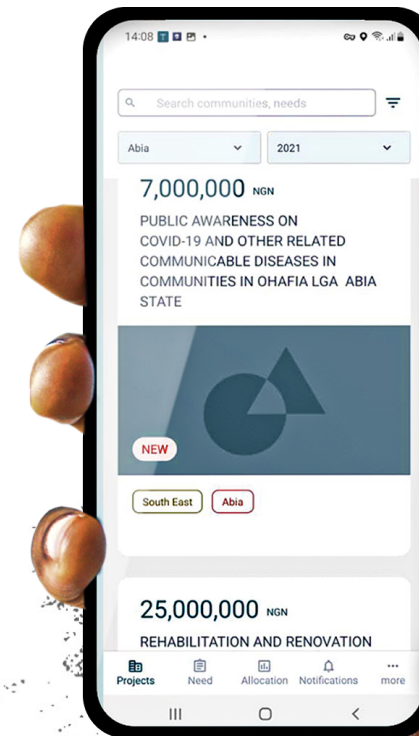 14:08
Search communities, needs
Abia
2021
7,000,000 NGN
PUBLIC AWARENESS ON
COVID-19 AND OTHER RELATED
COMMUNICABLE DISEASES IN
COMMUNITIES IN OHAFIA LGA ABIA
STATE
NEW
South East
Abia
25,000,000 NGN
REHABILITATION AND RENOVATION
Projects
Need
Allocation
Notifications
more